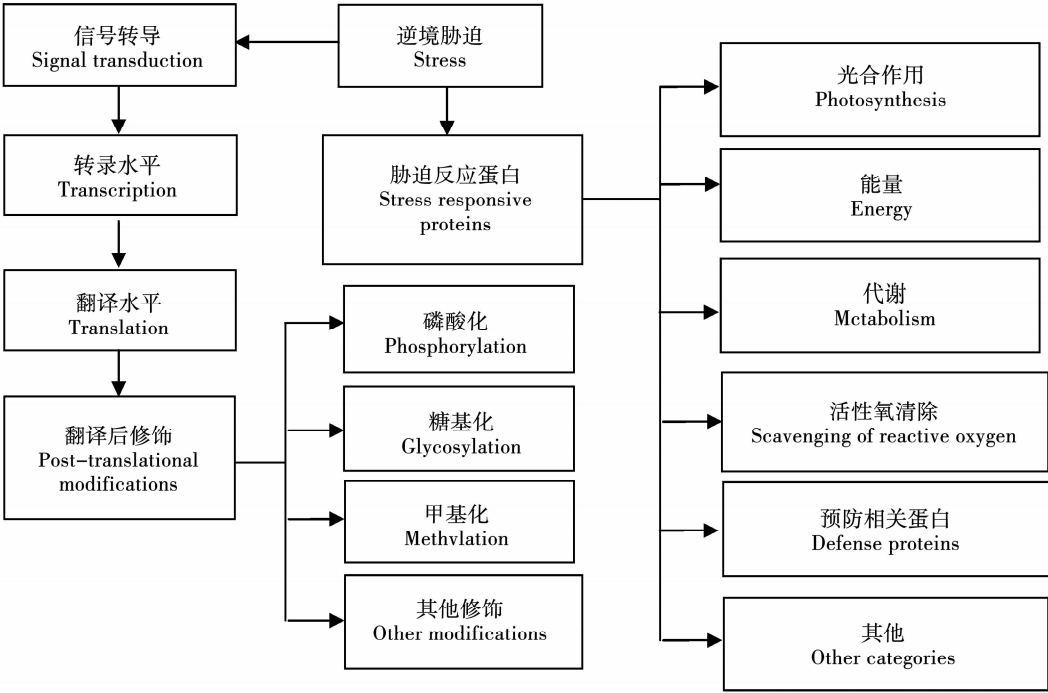 信号转导
Signal transduction
逆境胁迫
Stress
转录水平
Transcription
胁迫反应蛋白
Stress responsive
proteins
翻译水平
Translation
翻译后修饰
Post-translational
modifications
磷酸化
Phosphorylation
糖基化
Glycosylation
甲基化
Methvlation
其他修饰
Other modifications
光合作用
Photosynthesis
能量
Energy
代谢
Mctabolism
活性氧清除
Scavenging of reactive oxygen
预防相关蛋白
Defense proteins
其他
Other categories